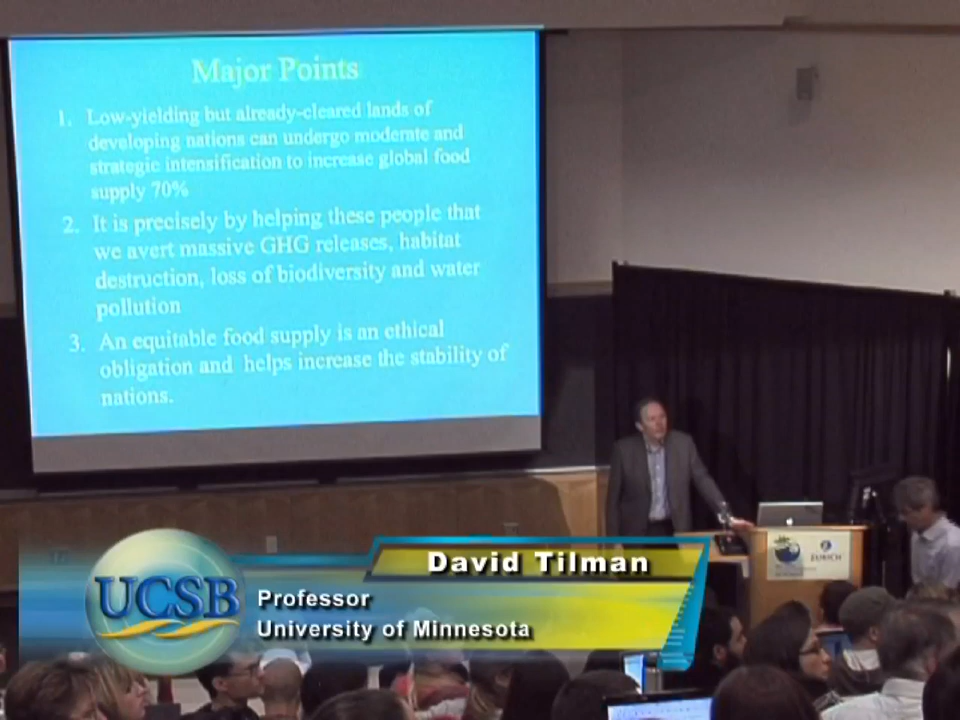 Major Points
1. Low-yielding but already-cleared lands of
developing nations can undergo moderate and
strategic intensification to increase global food
supply 70%
2. It is precisely by helping these people that
we avert massive GHG releases, habitat
destruction, loss of biodiversity and water
pollution
3. An equitable food supply is an ethical
obligation and helps increase the stability of
nations.
ZURICH
David Tilman
UCSB
Professor
University of Minnesota